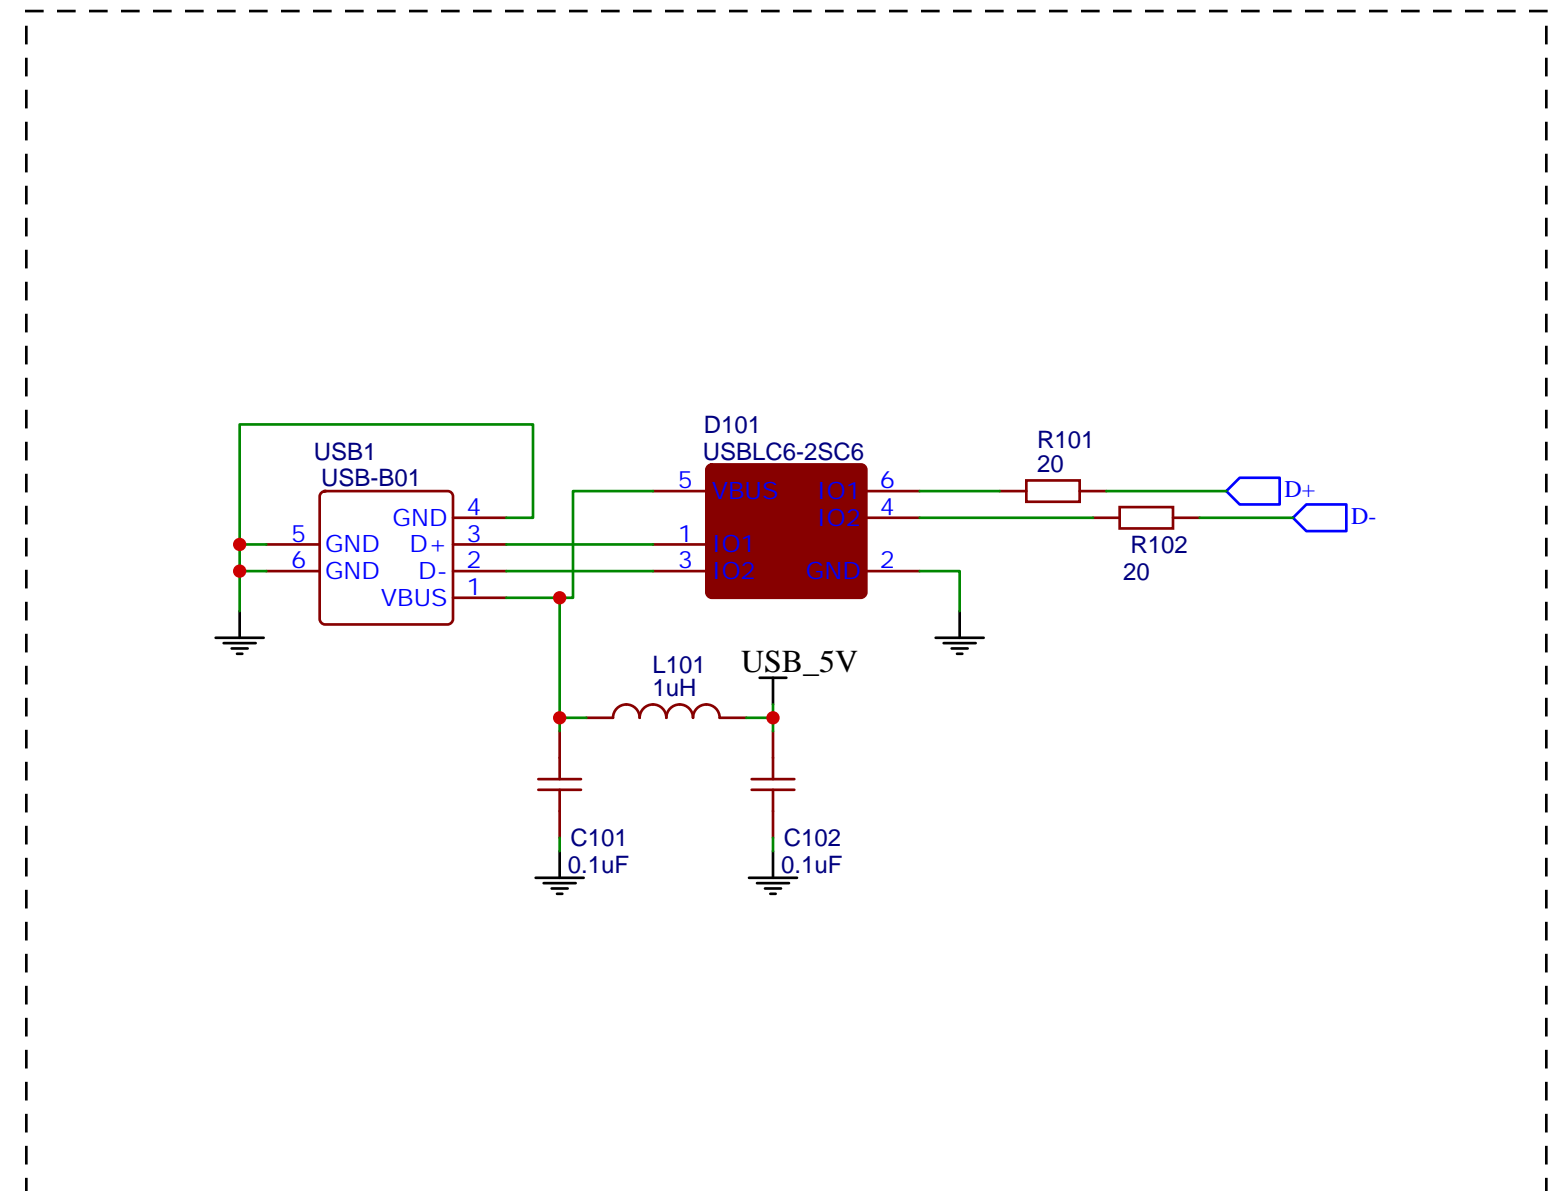 USB1
USB-B01
GND 4
5 GND D+ 3
6 GND D- 2
VBUS 1
D101
USBLC6-2SC6
5 VBUS IO1 6
IO2 4
1 IO1
3 IO2 GND 2
R101
20
D+
D-
R102
20
L101
1uH
USB_5V
C101
0.1uF
C102
0.1uF